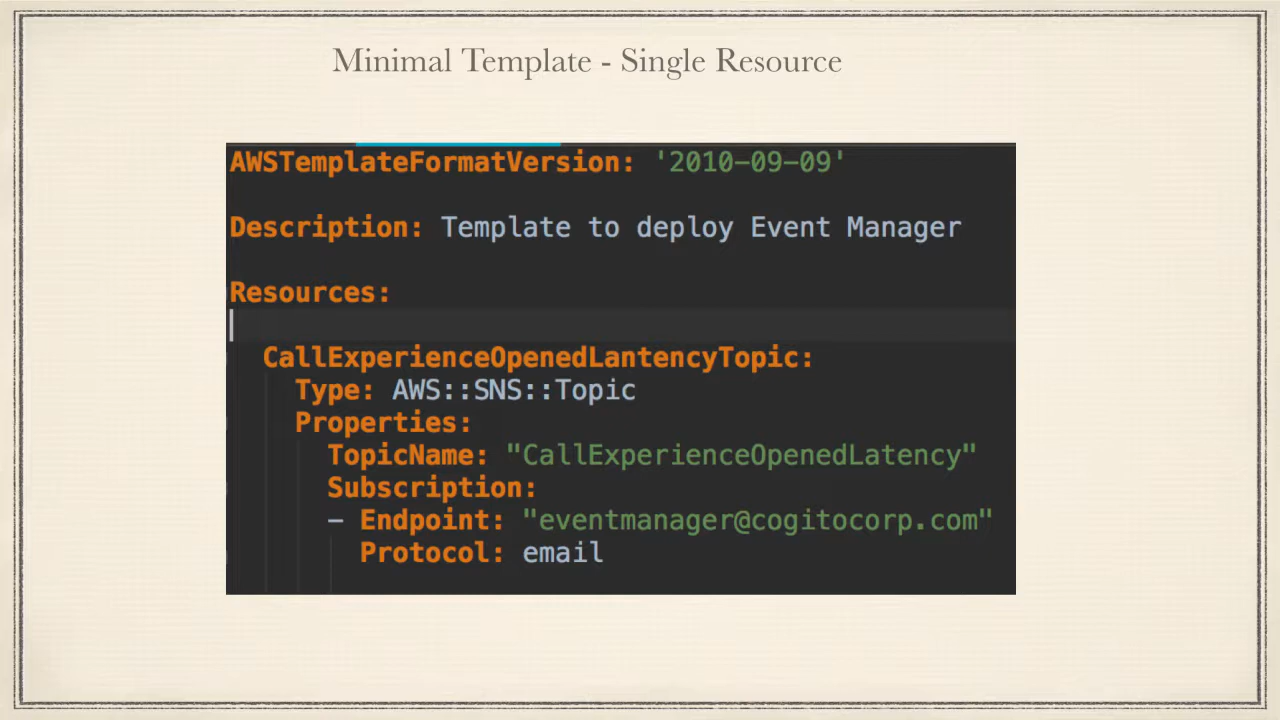 Minimal Template - Single Resource
AWSTemplateFormatVersion: '2010-09-09'
Description: Template to deploy Event Manager
Resources:
CallExperienceOpenedLantencyTopic:
Type: AWS::SNS::Topic
Properties:
TopicName: "CallExperienceOpenedLatency"
Subscription:
- Endpoint: "eventmanager@cogitocorp.com"
Protocol: email